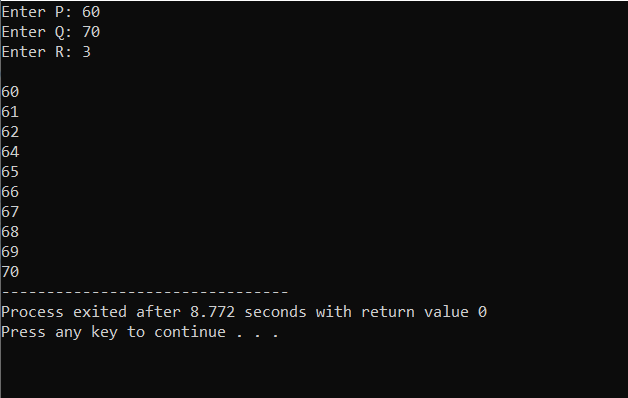 Enter P: 60
Enter Q: 70
Enter R: 3
60
61
62
64
65
66
67
68
69
70
--------------------------------
Process exited after 8.772 seconds with return value 0
Press any key to continue . . .